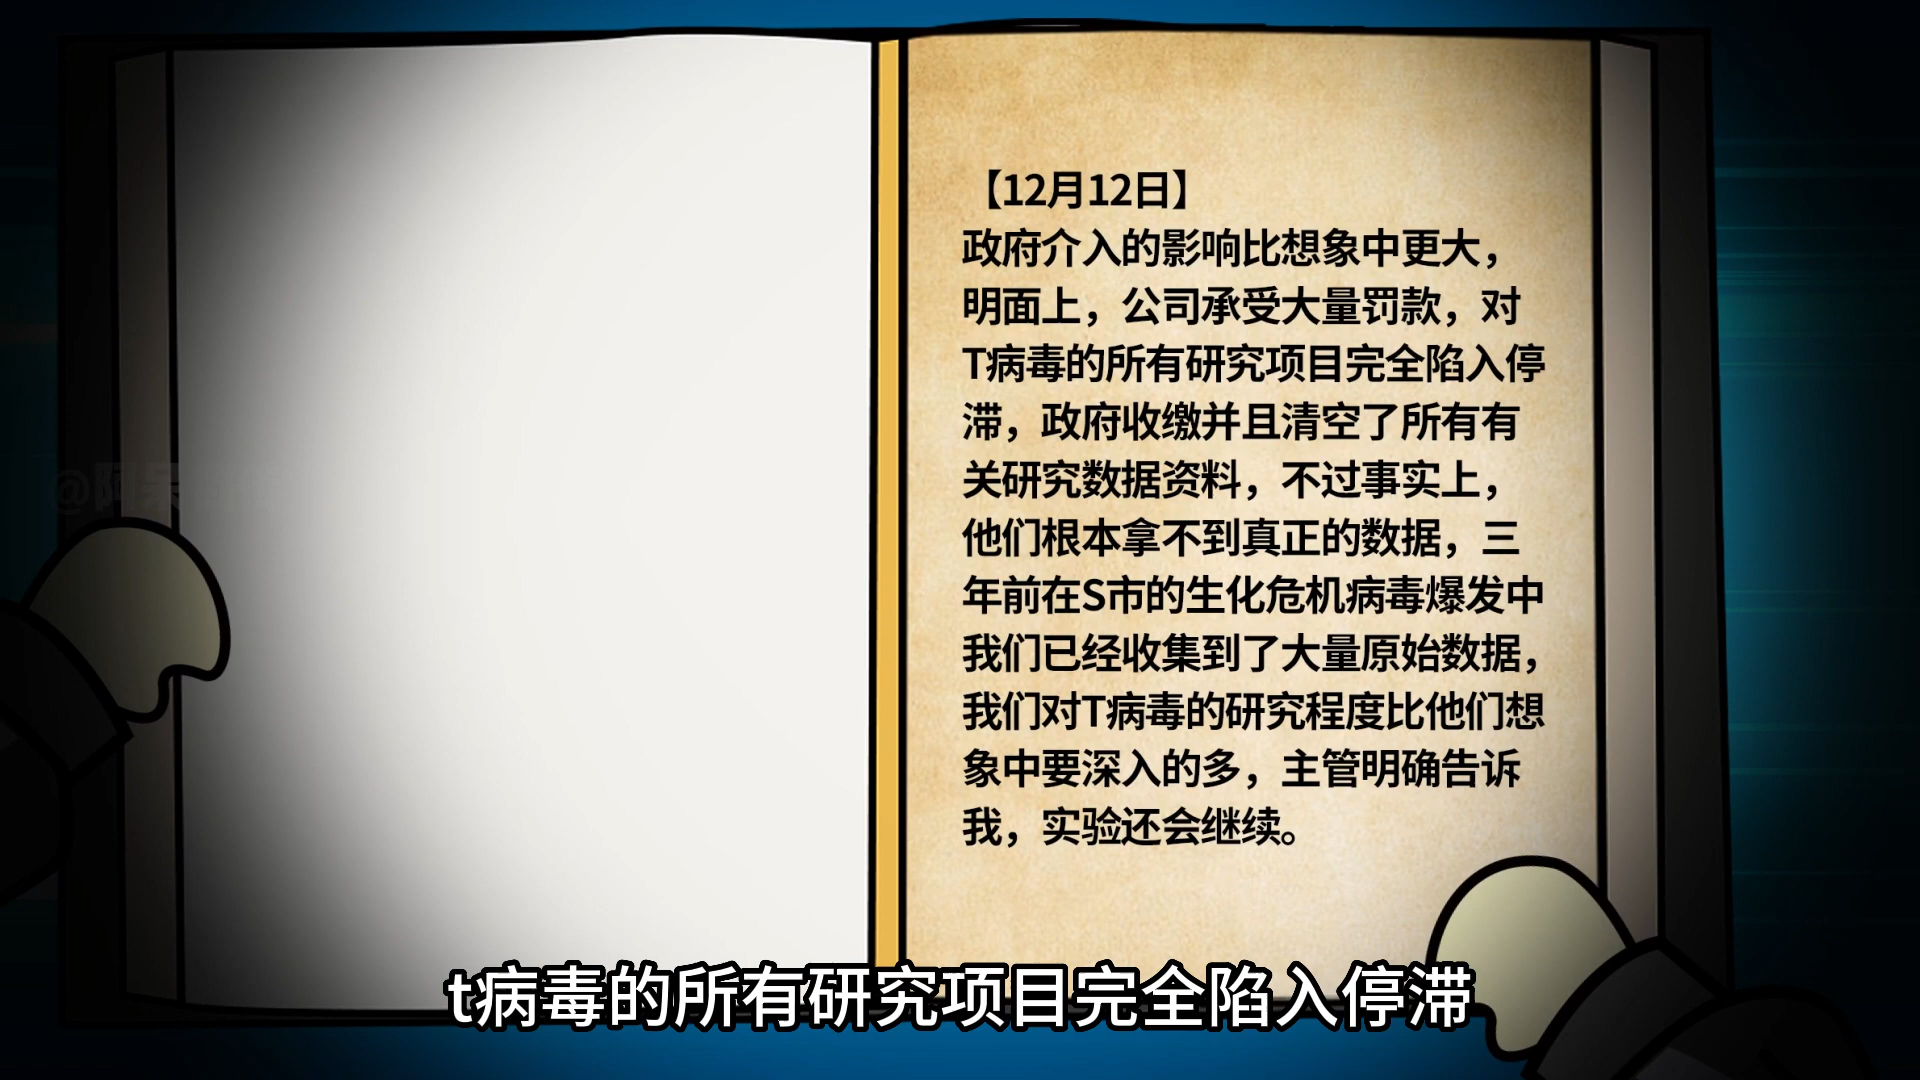 【12月12日】
政府介入的影响比想象中更大，
明面上，公司承受大量罚款，对
T病毒的所有研究项目完全陷入停
滞，政府收缴并且清空了所有有
关研究数据资料，不过事实上，
他们根本拿不到真正的数据，三
年前在S市的生化危机病毒爆发中
我们已经收集到了大量原始数据，
我们对T病毒的研究程度比他们想
象中要深入的多，主管明确告诉
我，实验还会继续。
t病毒的所有研究项目完全陷入停滞